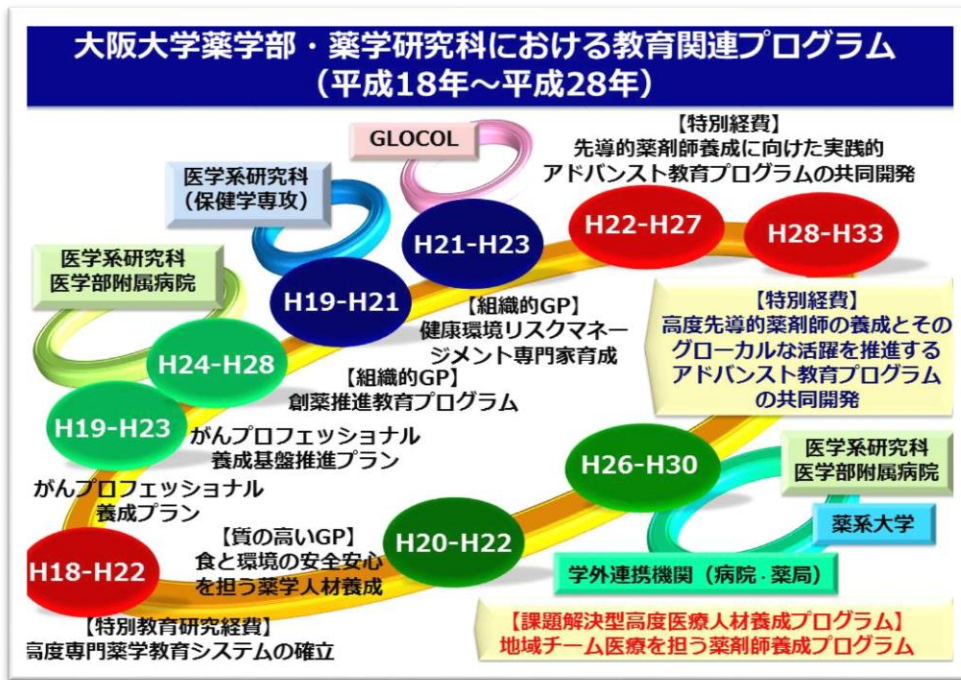 大阪大学薬学部・薬学研究科における教育関連プログラム
（平成18年～平成28年）
GLOCOL
医学系研究科
（保健学専攻）
医学系研究科
医学部附属病院
【特別経費】
先導的薬剤師養成に向けた実践的
アドバンスト教育プログラムの共同開発
H22-H27
H28-H33
H21-H23
H19-H21
H24-H28
H19-H23
【特別経費】
高度先導的薬剤師の養成とその
グローカルな活躍を推進する
アドバンスト教育プログラム
の共同開発
【組織的GP】
健康環境リスクマネー
ジメント専門家育成
【組織的GP】
創薬推進教育プログラム
がんプロフェッショナル
養成基盤推進プラン
がんプロフェッショナル
養成プラン
H18-H22
【特別教育研究経費】
高度専門薬学教育システムの確立
【質の高いGP】
食と環境の安全安心
を担う薬学人材養成
H20-H22
H26-H30
医学系研究科
医学部附属病院
薬系大学
学外連携機関（病院・薬局）
【課題解決型高度医療人材養成プログラム】
地域チーム医療を担う薬剤師養成プログラム